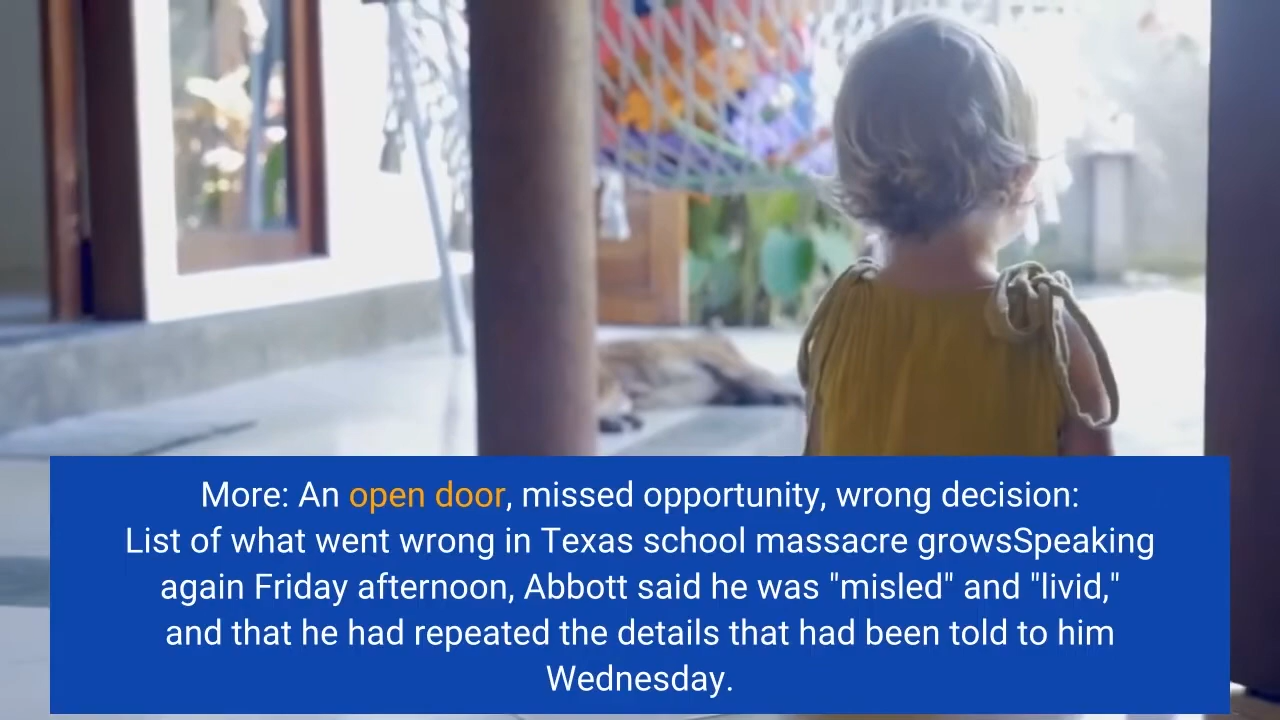 More: An open door, missed opportunity, wrong decision:
List of what went wrong in Texas school massacre growsSpeaking
again Friday afternoon, Abbott said he was "misled" and "livid,"
and that he had repeated the details that had been told to him
Wednesday.